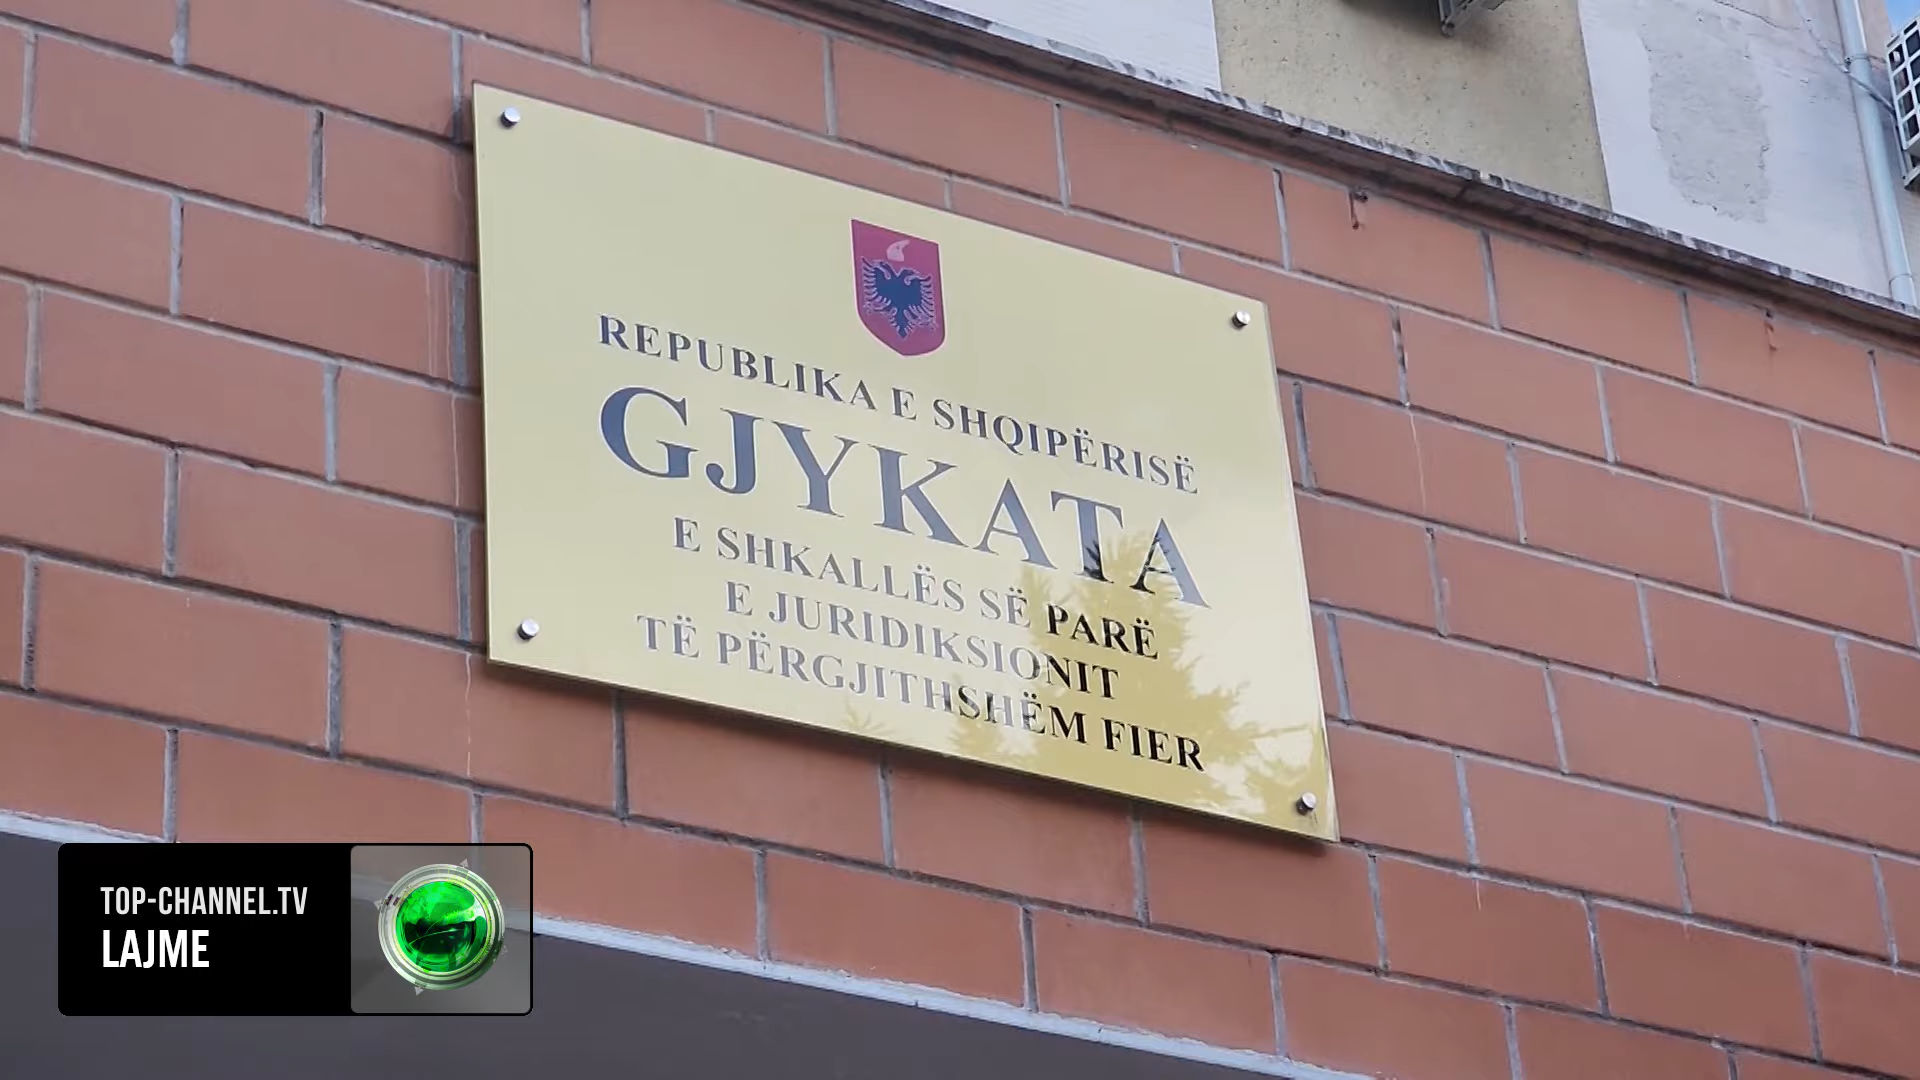 REPUBLIKA E SHQIPËRISË
GJYKATA
E SHKALLËS SË PARË
E JURIDIKSIONIT
TË PËRGJITHSHËM FIER
TOP-CHANNEL.TV
LAJME